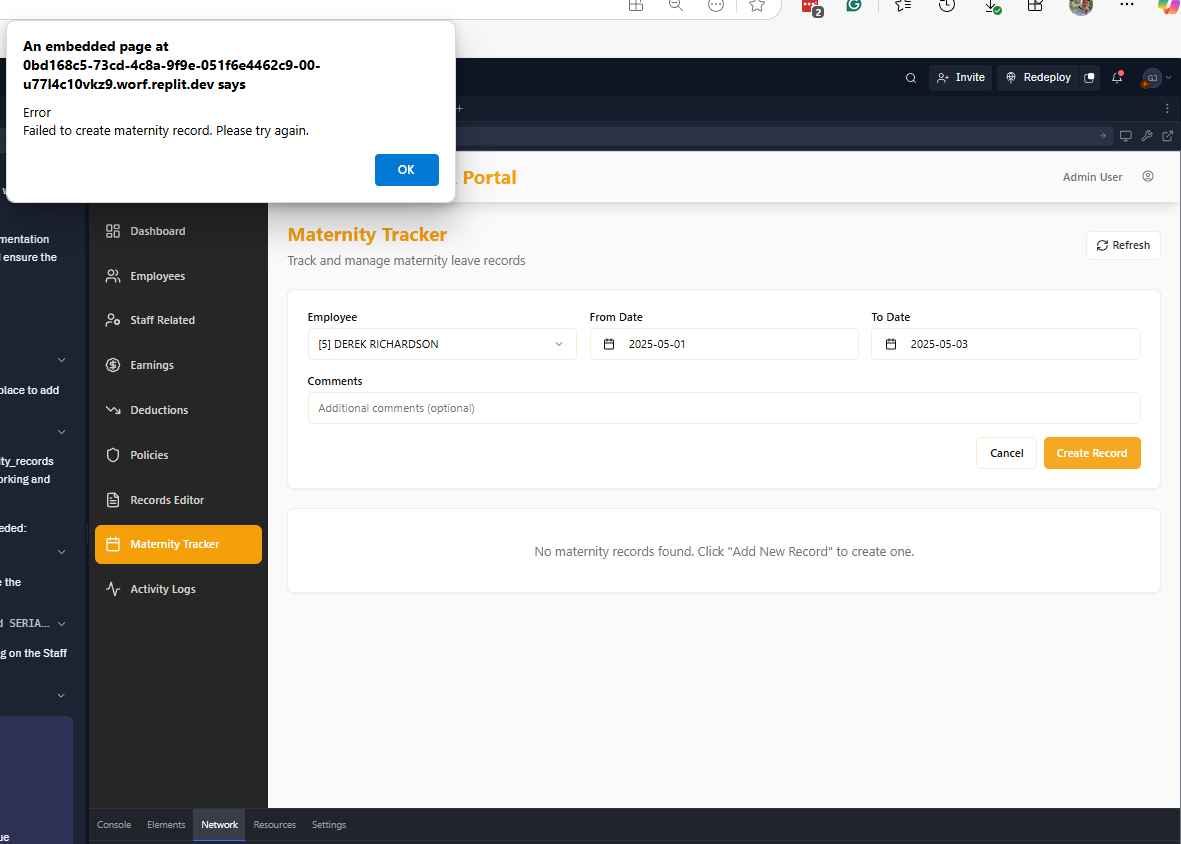 2
An embedded page at
0bd168c5-73cd-4c8a-9f9e-051f6e4462c9-00-
u77l4c10vkz9.worf.replit.dev says
Error
Failed to create maternity record. Please try again.
OK
Invite
Redeploy
GJ
Portal
Admin User
mentation
ensure the
place to add
ity_records
orking and
eded:
e the
d SERIA...
g on the Staff
ue
Dashboard
Employees
Staff Related
Earnings
Deductions
Policies
Records Editor
Maternity Tracker
Activity Logs
Maternity Tracker
Track and manage maternity leave records
Refresh
Employee
From Date
To Date
[5] DEREK RICHARDSON
2025-05-01
2025-05-03
Comments
Additional comments (optional)
Cancel
Create Record
No maternity records found. Click "Add New Record" to create one.
Console
Elements
Network
Resources
Settings